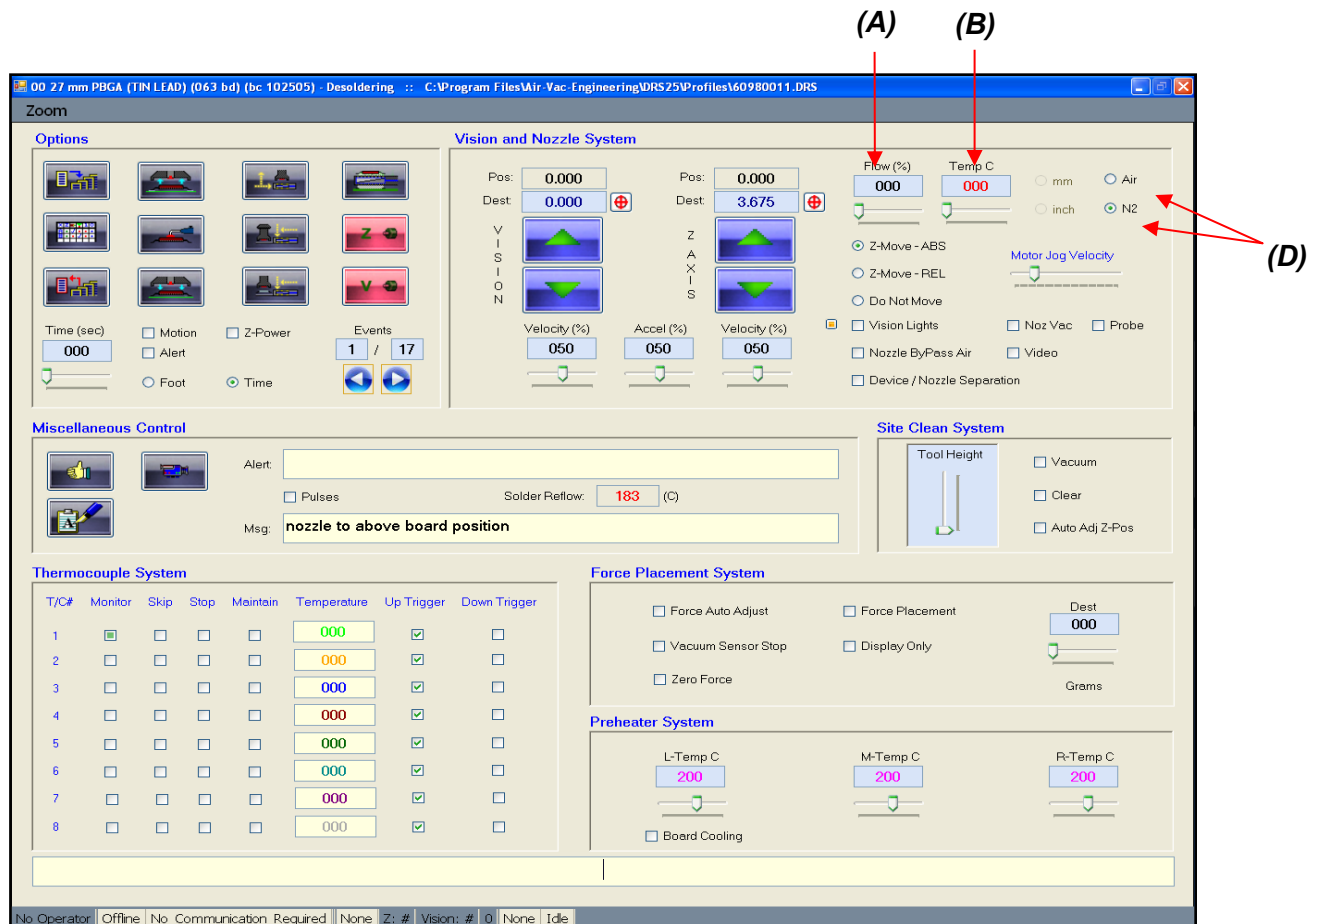 (A) (B)
00 27 mm PBGA (TIN LEAD) (063 bd) (bc 102505) - Desoldering :: C:\Program Files\Air-Vac-Engineering\DRS25\Profiles\60980011.DRS
Zoom
Options
Vision and Nozzle System
Pos: 0.000
Dest: 0.000
VISION
Pos: 0.000
Dest: 3.675
Z AXIS
Flow (%)
000
Temp C
000
mm
inch
Air
N2
(D)
Z-Move - ABS
Z-Move - REL
Do Not Move
Motor Jog Velocity
Z
V
Time (sec)
000
Motion
Alert
Z-Power
Foot
Time
Events
1 / 17
Velocity (%) Accel (%) Velocity (%)
050 050 050
Vision Lights Noz Vac Probe
Nozzle ByPass Air Video
Device / Nozzle Separation
Miscellaneous Control
A
Alert:
Pulses Solder Reflow: 183 (C)
Msg: nozzle to above board position
Site Clean System
Tool Height
Vacuum
Clear
Auto Adj Z-Pos
Thermocouple System
T/C# Monitor Skip Stop Maintain Temperature Up Trigger Down Trigger
1 000
2 000
3 000
4 000
5 000
6 000
7 000
8 000
Force Placement System
Force Auto Adjust Force Placement
Vacuum Sensor Stop Display Only
Zero Force
Dest
000
Grams
Preheater System
L-Temp C M-Temp C R-Temp C
200 200 200
Board Cooling
No Operator Offline No Communication Required None Z: # Vision: # 0 None Idle